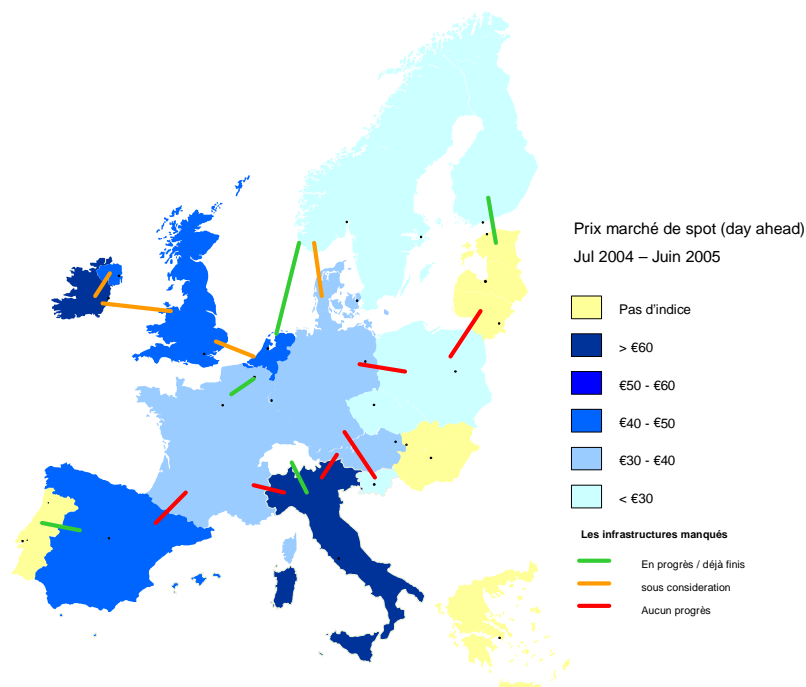 Prix marché de spot (day ahead)
Jul 2004 – Juin 2005
Pas d'indice
> €60
€50 - €60
€40 - €50
€30 - €40
< €30
Les infrastructures manqués
En progrès / déjà finis
sous consideration
Aucun progrès